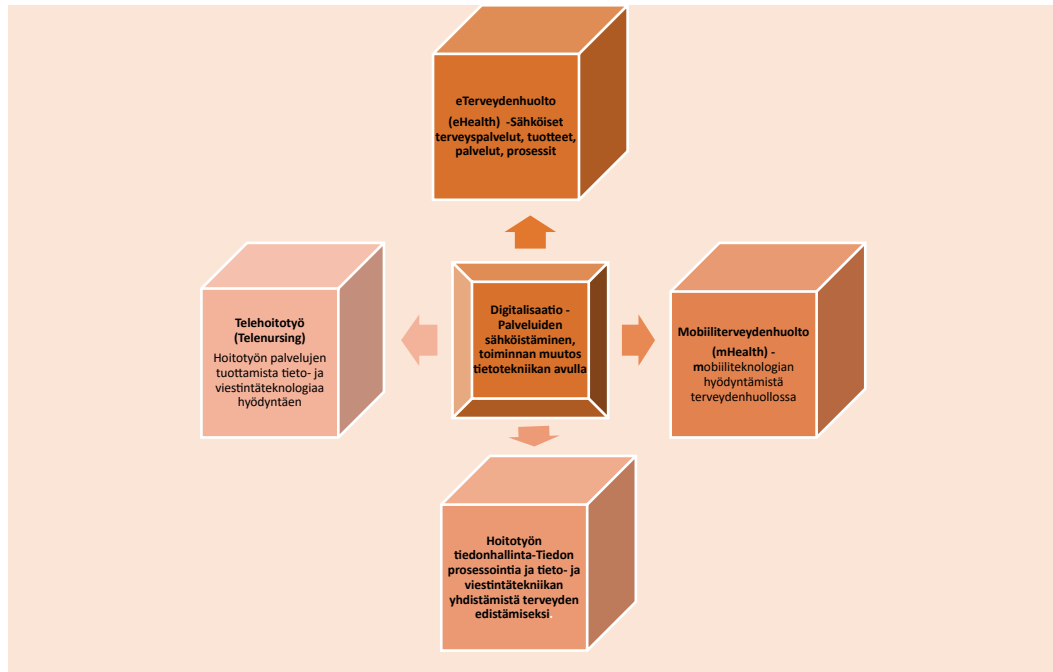 eTerveydenhuolto
(eHealth) -Sähköiset
terveyspalvelut, tuotteet,
palvelut, prosessit
Telehoitotyö
(Telenursing)
Hoitotyön palvelujen
tuottamista tieto- ja
viestintäteknologiaa
hyödyntäen
Digitalisaatio -
Palveluiden
sähköistäminen,
toiminnan muutos
tietotekniikan avulla
Mobiiliterveydenhuolto
(mHealth) -
mobiiliteknologian
hyödyntämistä
terveydenhuollossa
Hoitotyön
tiedonhallinta-Tiedon
prosessointia ja tieto- ja
viestintätekniikan
yhdistämistä terveyden
edistämiseksi.